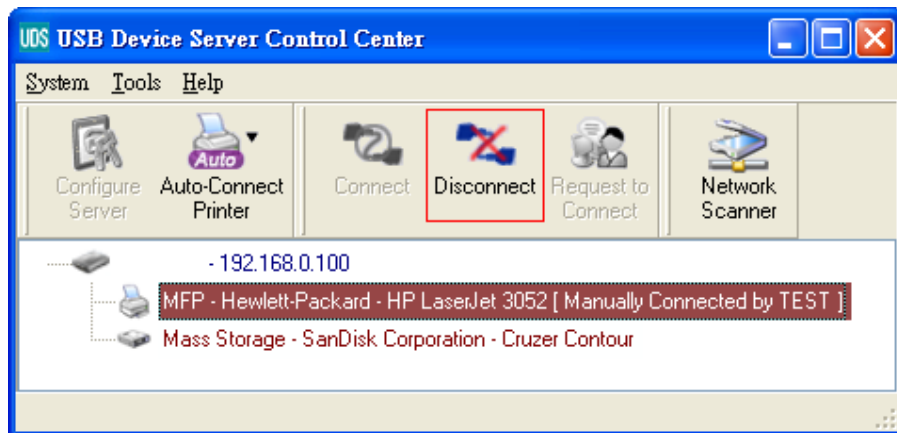 UDS USB Device Server Control Center
System Tools Help
Auto
Configure Server
Auto-Connect Printer
Connect
Disconnect
Request to Connect
Network Scanner
- 192.168.0.100
MFP - Hewlett-Packard - HP LaserJet 3052 [ Manually Connected by TEST ]
Mass Storage - SanDisk Corporation - Cruzer Contour